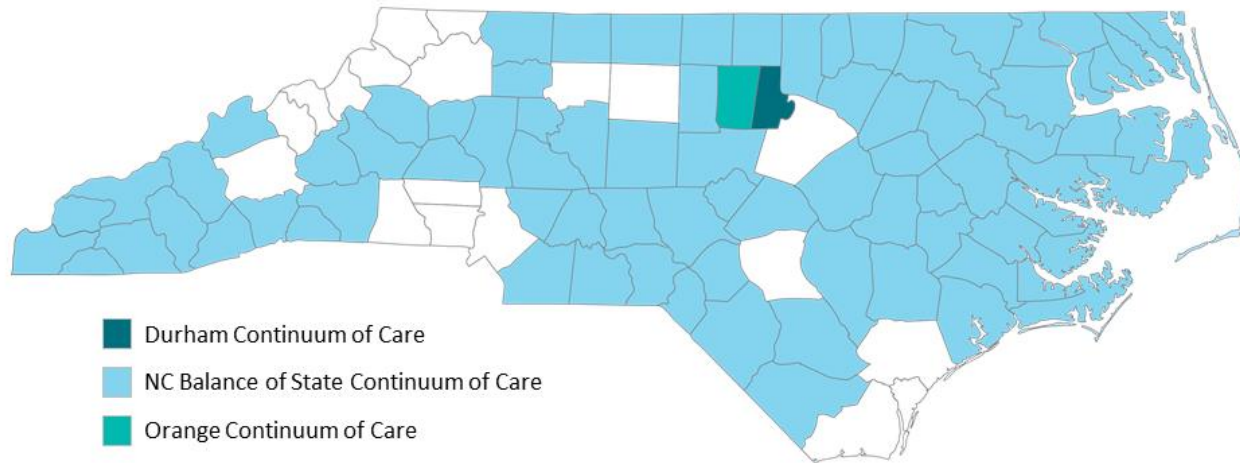 Durham Continuum of Care
NC Balance of State Continuum of Care
Orange Continuum of Care